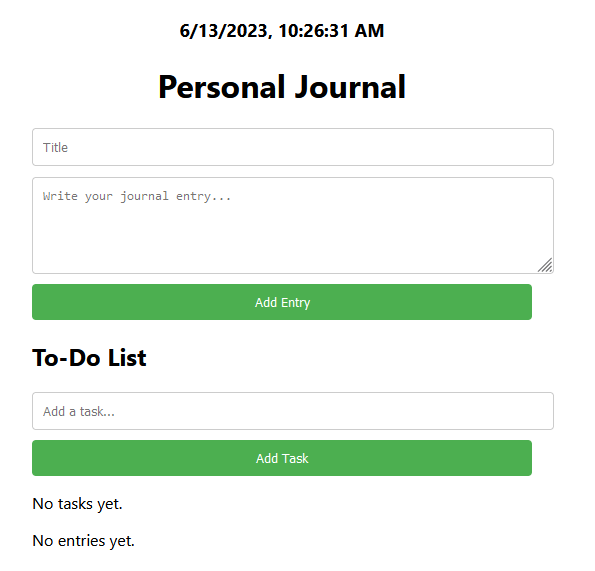 6/13/2023, 10:26:31 AM
Personal Journal
Title
Write your journal entry...
Add Entry
To-Do List
Add a task...
Add Task
No tasks yet.
No entries yet.